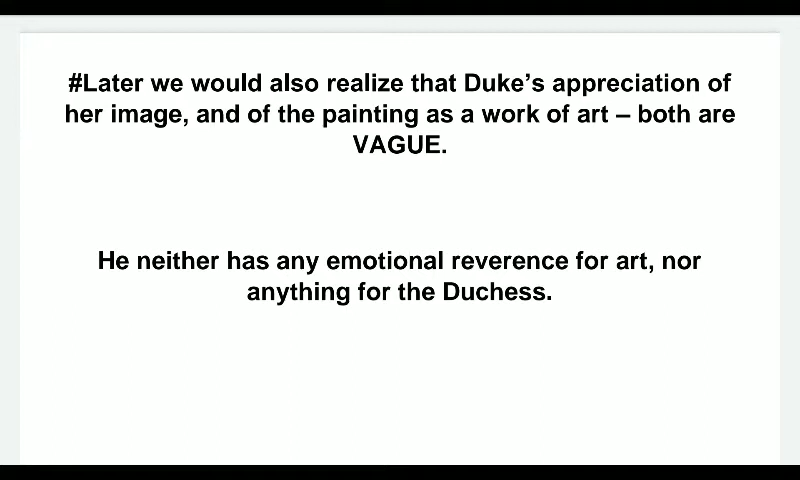 #Later we would also realize that Duke’s appreciation of
her image, and of the painting as a work of art – both are
VAGUE.
He neither has any emotional reverence for art, nor
anything for the Duchess.